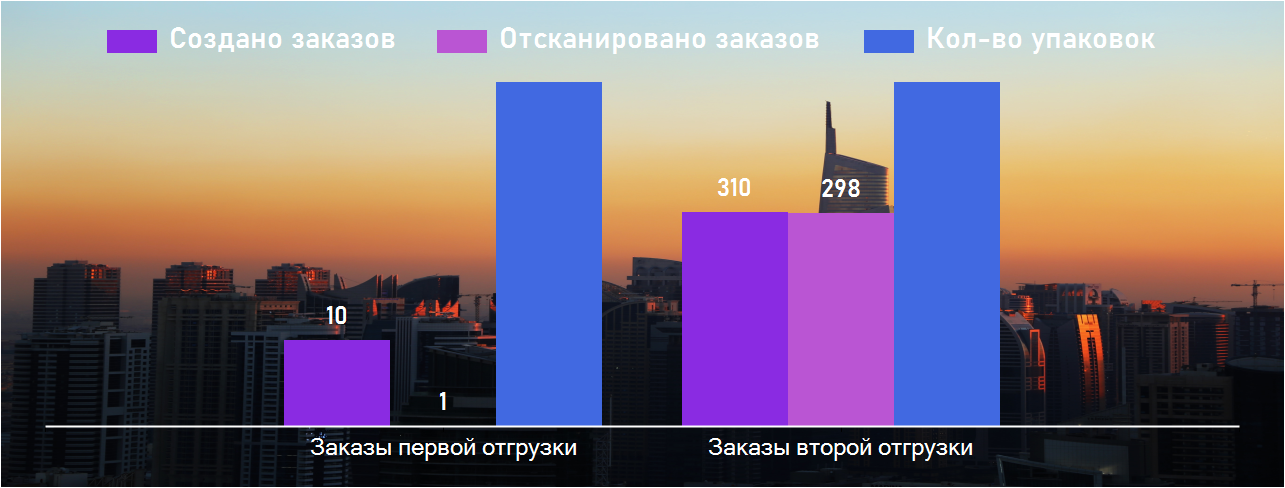 Создано заказов Отсканировано заказов Кол-во упаковок
310 298
10
1
Заказы первой отгрузки Заказы второй отгрузки